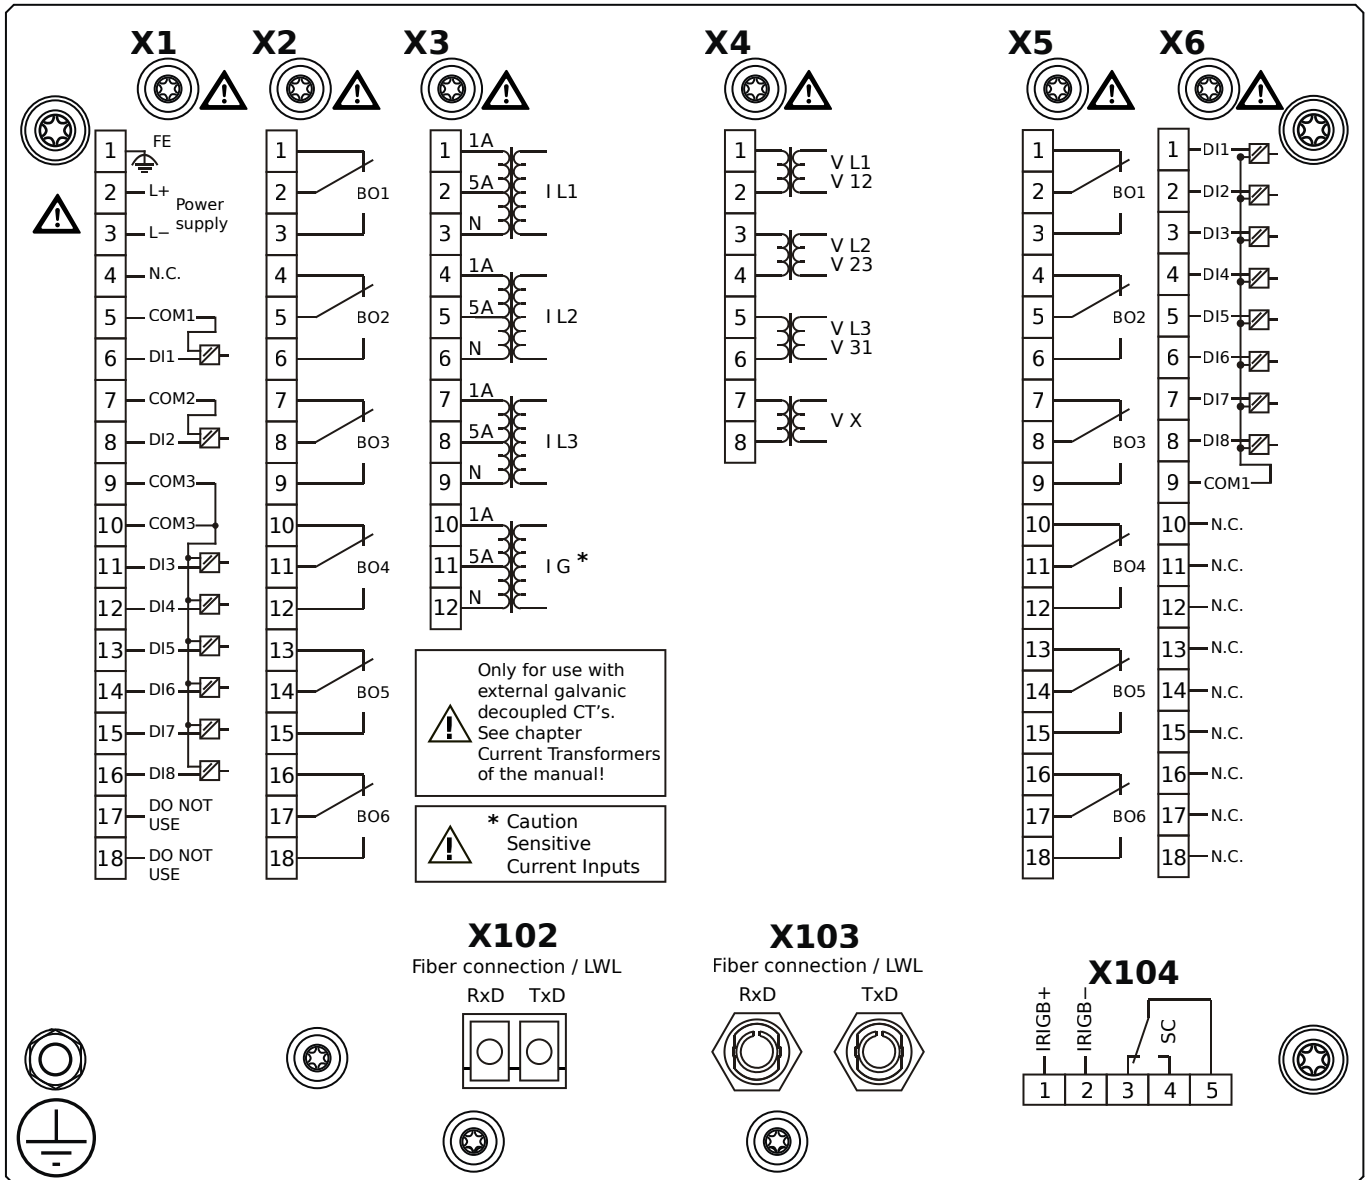 X1
X2
X3
X4
X5
X6
1 FE
2 L+
Power
supply
3 L−
4 N.C.
5 COM1
6 DI1
7 COM2
8 DI2
9 COM3
10 COM3
11 DI3
12 DI4
13 DI5
14 DI6
15 DI7
16 DI8
17 DO NOT
USE
18 DO NOT
USE
1
2 BO1
3
4
5 BO2
6
7
8 BO3
9
10
11 BO4
12
13
14 BO5
15
16
17 BO6
18
1 1A
2 5A I L1
3 N
4 1A
5 5A I L2
6 N
7 1A
8 5A I L3
9 N
10 1A
11 5A I G *
12 N
Only for use with
external galvanic
decoupled CT's.
See chapter
Current Transformers
of the manual!
* Caution
Sensitive
Current Inputs
1 V L1
2 V 12
3 V L2
4 V 23
5 V L3
6 V 31
7 V X
8
1
2 BO1
3
4
5 BO2
6
7
8 BO3
9
10
11 BO4
12
13
14 BO5
15
16
17 BO6
18
1 DI1
2 DI2
3 DI3
4 DI4
5 DI5
6 DI6
7 DI7
8 DI8
9 COM1
10 N.C.
11 N.C.
12 N.C.
13 N.C.
14 N.C.
15 N.C.
16 N.C.
17 N.C.
18 N.C.
X102
Fiber connection / LWL
RxD TxD
X103
Fiber connection / LWL
RxD TxD
X104
IRIGB+
IRIGB−
SC
1 2 3 4 5